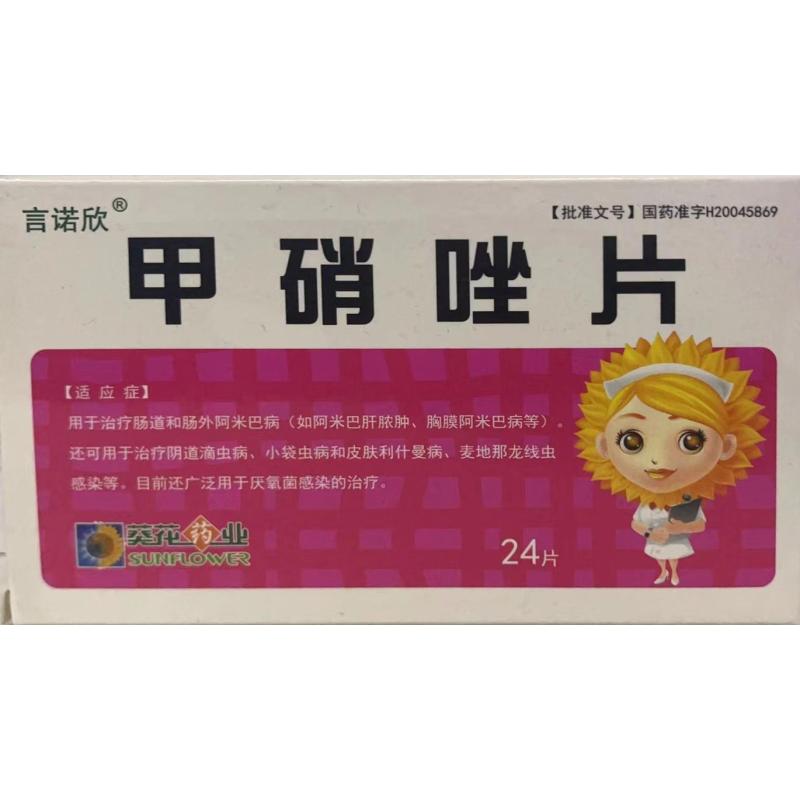 言诺欣®
【批准文号】国药准字H20045869
甲硝唑片
【适应症】
用于治疗肠道和肠外阿米巴病（如阿米巴肝脓肿、胸膜阿米巴病等）。
还可用于治疗阴道滴虫病、小袋虫病和皮肤利什曼病、麦地那龙线虫
感染等。目前还广泛用于厌氧菌感染的治疗。
葵花药业
SUNFLOWER
24片